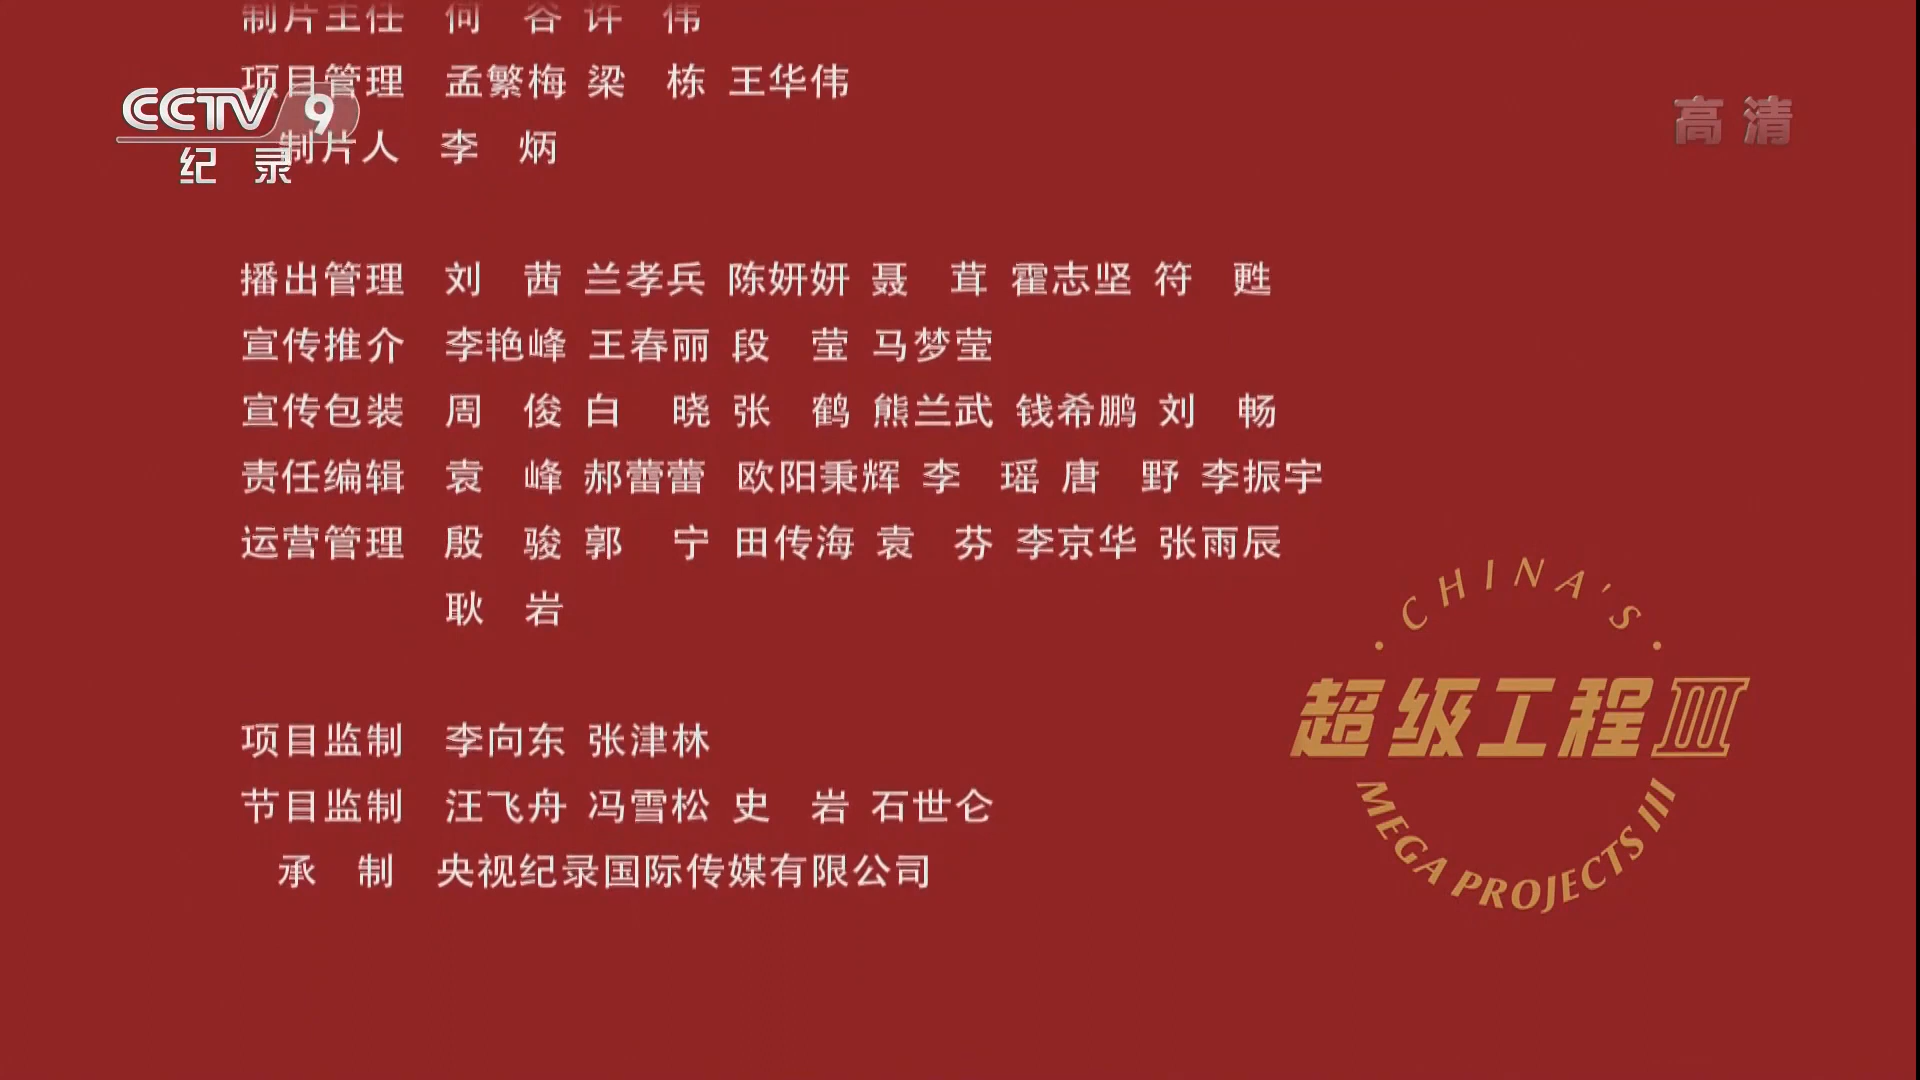 制片主任 何 谷 许 伟
项目管理 孟繁梅 梁 栋 王华伟
CCTV 9
高清
制片人 李 炳
纪录
播出管理 刘 茜 兰孝兵 陈妍妍 聂 茸 霍志坚 符 甦
宣传推介 李艳峰 王春丽 段 莹 马梦莹
宣传包装 周 俊 白 晓 张 鹤 熊兰武 钱希鹏 刘 畅
责任编辑 袁 峰 郝蕾蕾 欧阳秉辉 李 瑶 唐 野 李振宇
运营管理 殷 骏 郭 宁 田传海 袁 芬 李京华 张雨辰
耿 岩
项目监制 李向东 张津林
节目监制 汪飞舟 冯雪松 史 岩 石世仑
承 制 央视纪录国际传媒有限公司
·CHINA'S·
超级工程III
MEGA PROJECTS III